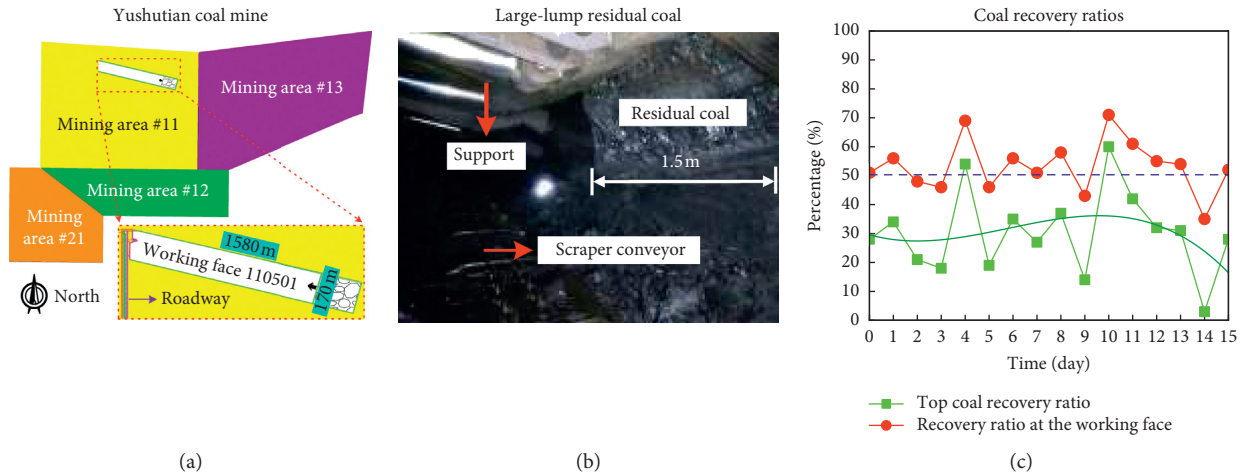 Yushutian coal mine
Mining area #13
Mining area #11
Mining area #12
Mining
area #21
1580 m
Working face 110501
170 m
Roadway
North
(a)
Large-lump residual coal
Residual coal
Support
1.5 m
Scraper conveyor
(b)
Coal recovery ratios
100
90
80
70
60
50
40
30
20
10
0
Percentage (%)
0 1 2 3 4 5 6 7 8 9 10 11 12 13 14 15
Time (day)
Top coal recovery ratio
Recovery ratio at the working face
(c)